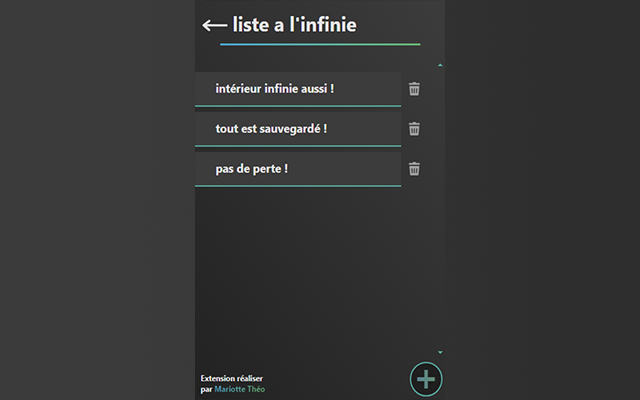 liste a l'infinie
intérieur infinie aussi !
tout est sauvegardé !
pas de perte !
Extension réaliser
par Mariotte Théo